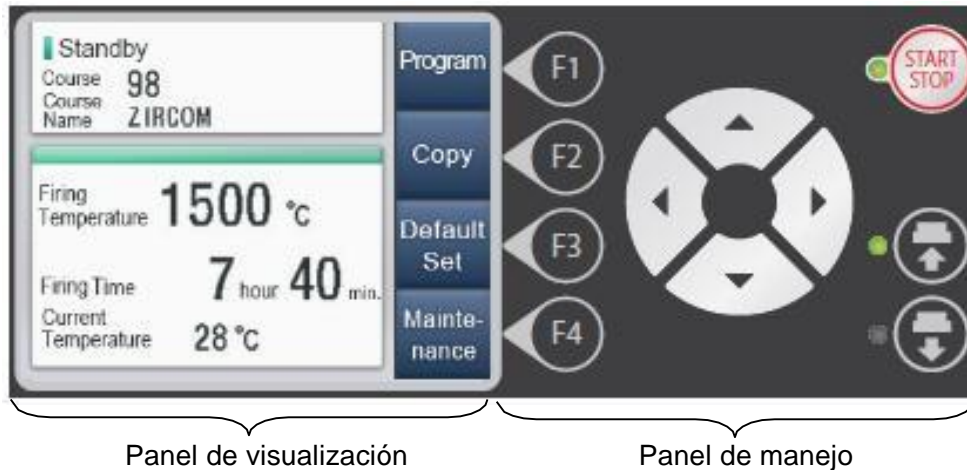 Standby
Course 98
Course
Name ZIRCOM
Firing
Temperature 1500 °C
Firing Time 7 hour 40 min.
Current
Temperature 28 °C
Program
Copy
Default
Set
Mainte-
nance
F1
F2
F3
F4
START
STOP
Panel de visualización
Panel de manejo